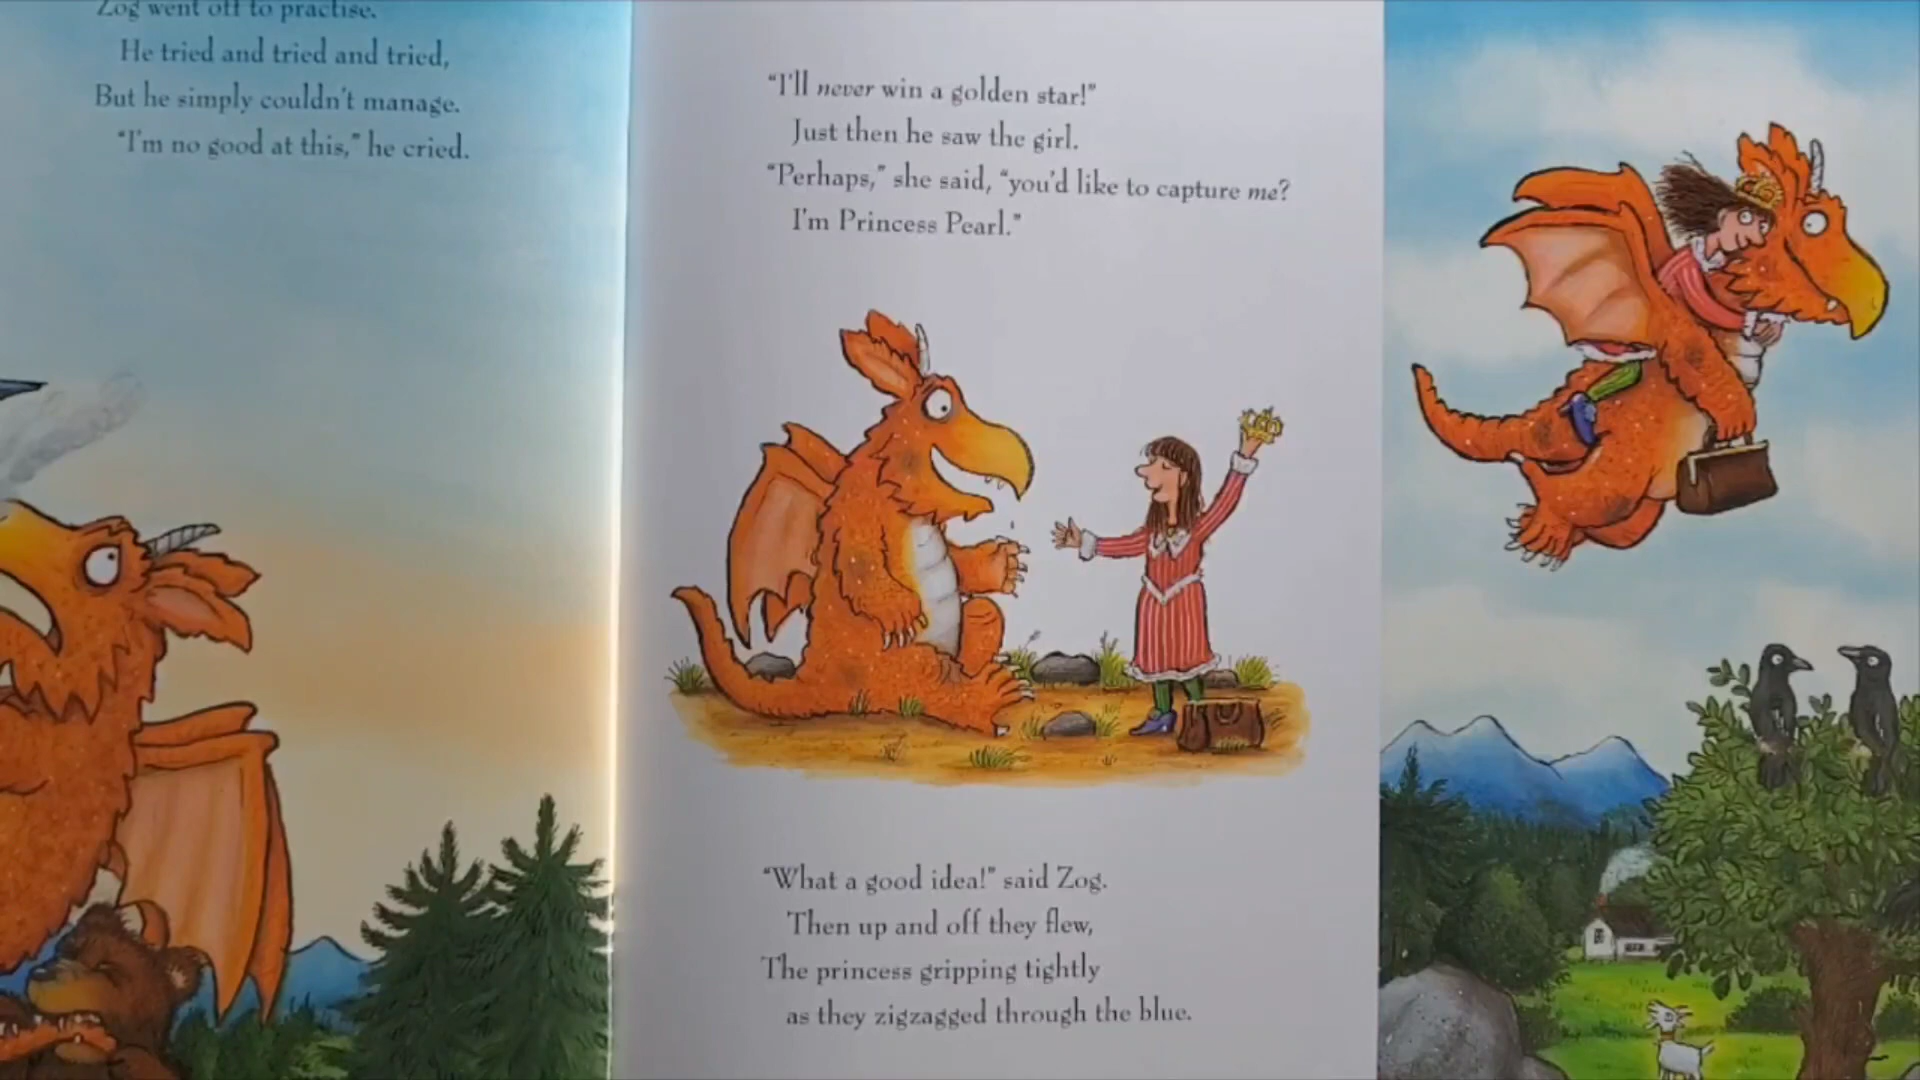 Zog went off to practise.
He tried and tried and tried,
But he simply couldn't manage.
"I'm no good at this," he cried.
"I'll never win a golden star!"
Just then he saw the girl.
"Perhaps," she said, "you'd like to capture me?
I'm Princess Pearl."
"What a good idea!" said Zog.
Then up and off they flew,
The princess gripping tightly
as they zigzagged through the blue.